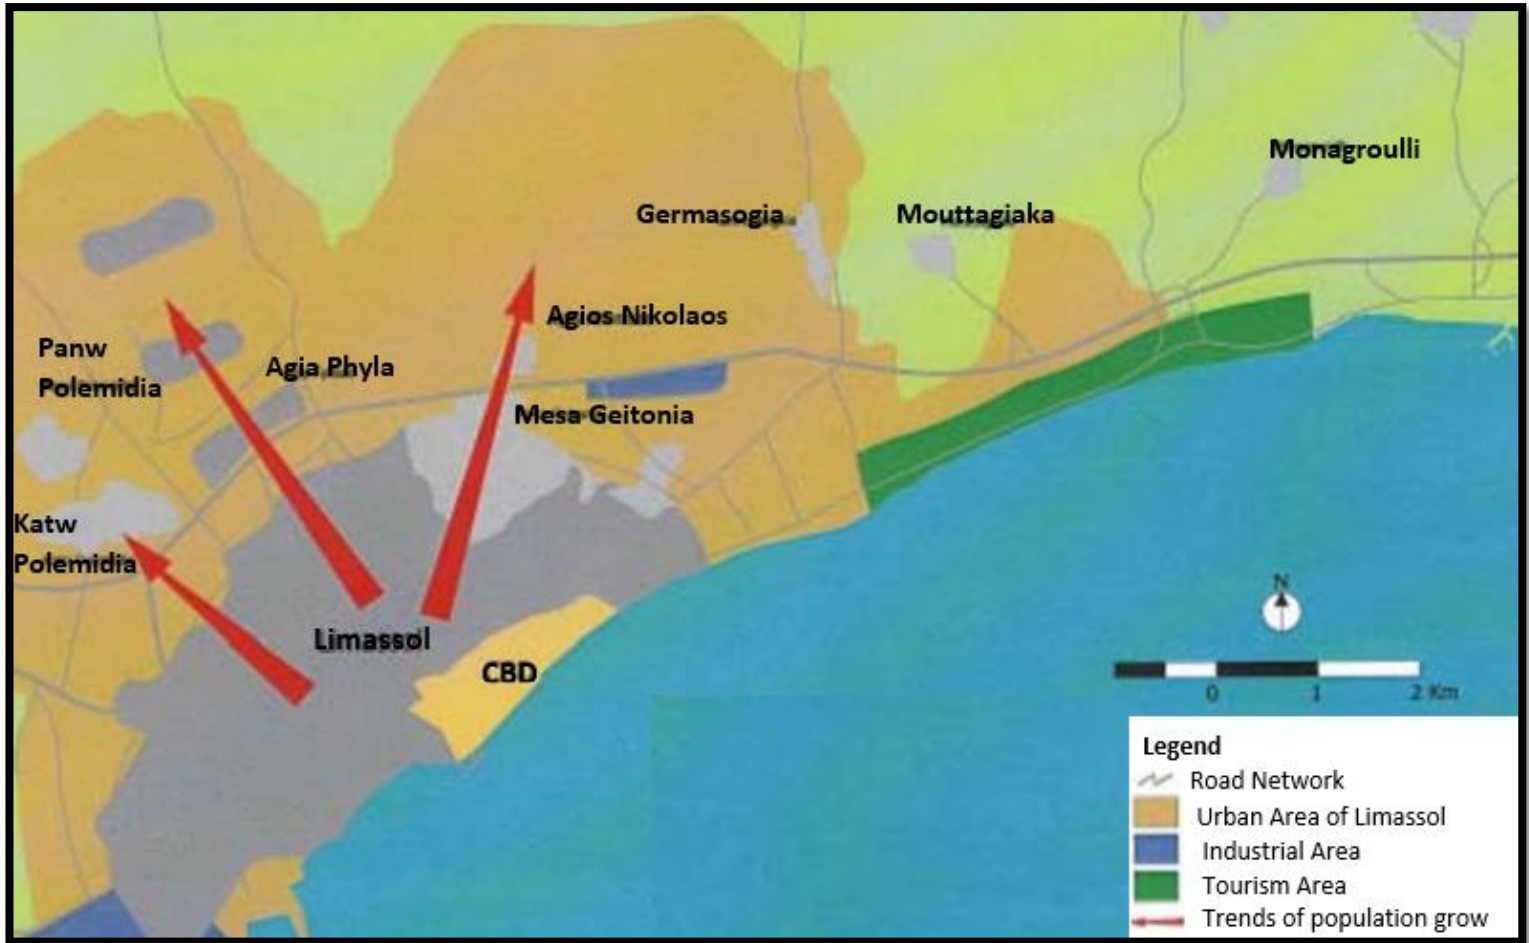 Monagroulli
Germasogia
Mouttagiaka
Agios Nikolaos
Panw
Polemidia
Agia Phyla
Mesa Geitonia
Katw
Polemidia
Limassol
CBD
N
0 1 2 Km
Legend
Road Network
Urban Area of Limassol
Industrial Area
Tourism Area
Trends of population grow